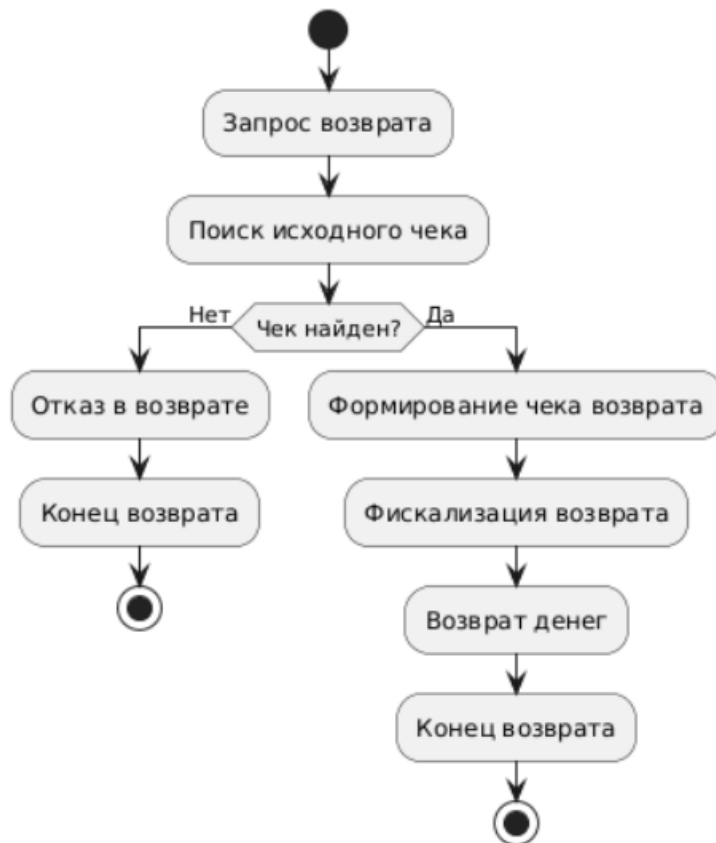 Запрос возврата
Поиск исходного чека
Нет
Чек найден?
Да
Отказ в возврате
Формирование чека возврата
Конец возврата
Фискализация возврата
Возврат денег
Конец возврата